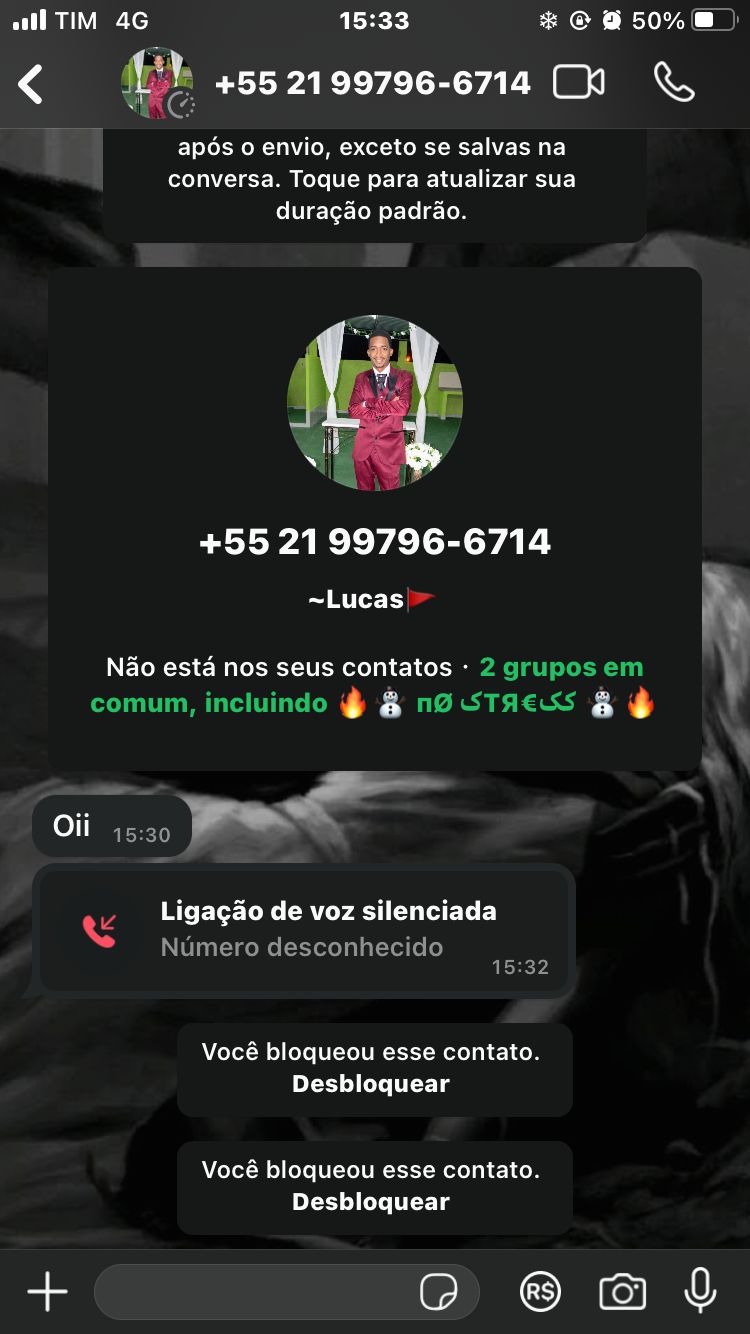 TIM 4G 15:33 50%
+55 21 99796-6714
após o envio, exceto se salvas na
conversa. Toque para atualizar sua
duração padrão.
+55 21 99796-6714
~Lucas🚩
Não está nos seus contatos · 2 grupos em
comum, incluindo 🔥⛄ пØ کTЯ€کک ⛄🔥
Oii 15:30
Ligação de voz silenciada
Número desconhecido
15:32
Você bloqueou esse contato.
Desbloquear
Você bloqueou esse contato.
Desbloquear
R$